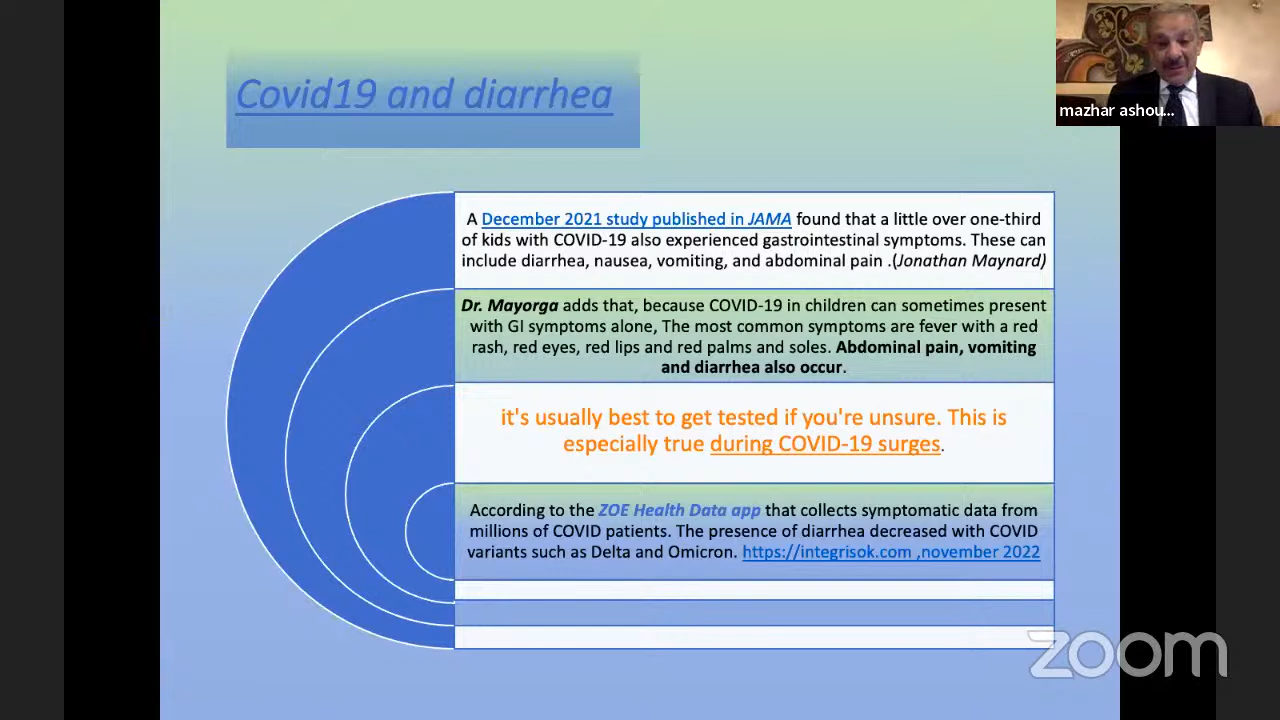 Covid19 and diarrhea
mazhar ashou...
A December 2021 study published in JAMA found that a little over one-third
of kids with COVID-19 also experienced gastrointestinal symptoms. These can
include diarrhea, nausea, vomiting, and abdominal pain .(Jonathan Maynard)
Dr. Mayorga adds that, because COVID-19 in children can sometimes present
with GI symptoms alone, The most common symptoms are fever with a red
rash, red eyes, red lips and red palms and soles. Abdominal pain, vomiting
and diarrhea also occur.
it's usually best to get tested if you're unsure. This is
especially true during COVID-19 surges.
According to the ZOE Health Data app that collects symptomatic data from
millions of COVID patients. The presence of diarrhea decreased with COVID
variants such as Delta and Omicron. https://integrisok.com ,november 2022
zoom